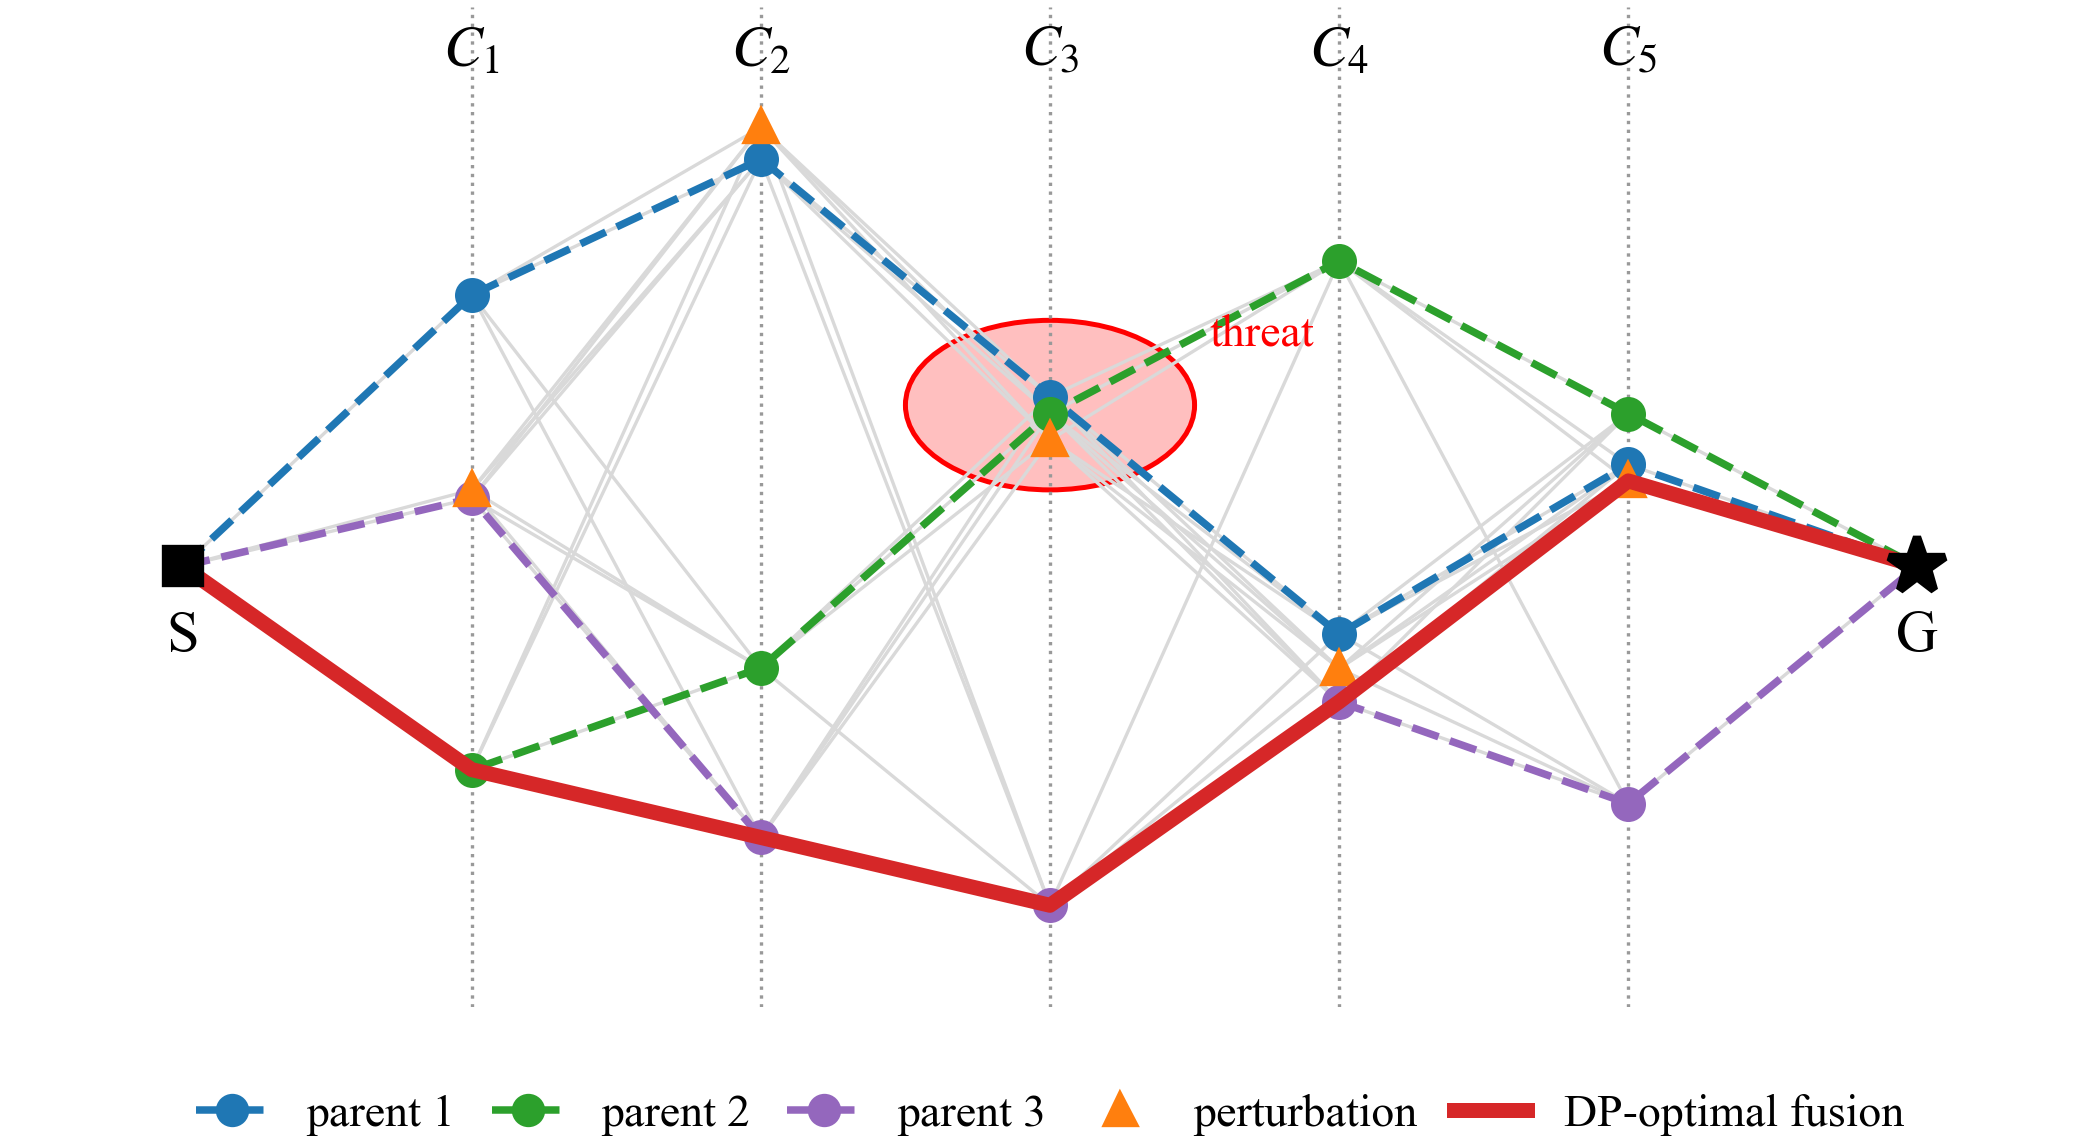 C1 C2 C3 C4 C5
threat
S G
parent 1 parent 2 parent 3 perturbation DP-optimal fusion